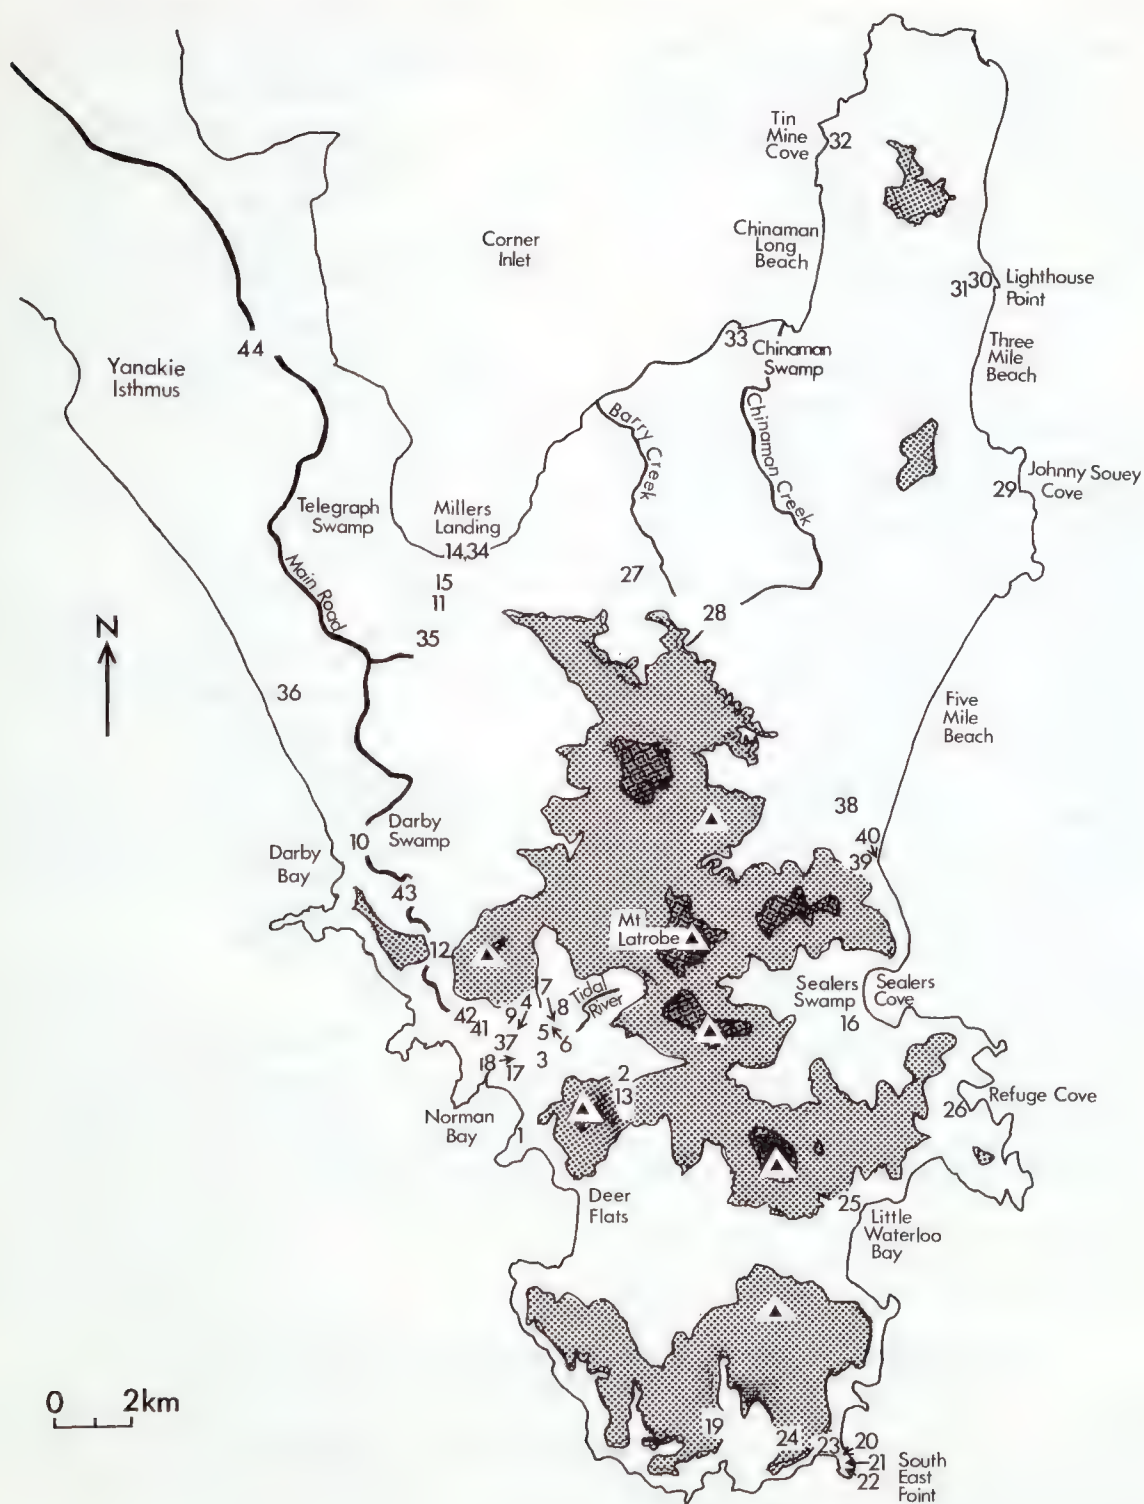 Tin
Mine
Cove
32
Corner
Inlet
Chinaman
Long
Beach
31 30 Lighthouse
Point
33
Chinaman
Swamp
44
Yanakie
Isthmus
Three
Mile
Beach
Barry Creek
Chinaman Creek
Johnny Souey
Cove
29
Telegraph
Swamp
Millers
Landing
14,34
15
11
27
28
Main Road
35
N
36
Five
Mile
Beach
38
40
39
10
Darby
Swamp
Darby
Bay
43
Mt
Latrobe
12
7
Tidal
River
4
8
9
42
41
5
6
37
3
18
17
2
13
Sealers
Swamp
Sealers
Cove
16
26
Refuge Cove
Norman
Bay
1
Deer
Flats
25
Little
Waterloo
Bay
0 2km
19
24
23
20
21
22
South
East
Point